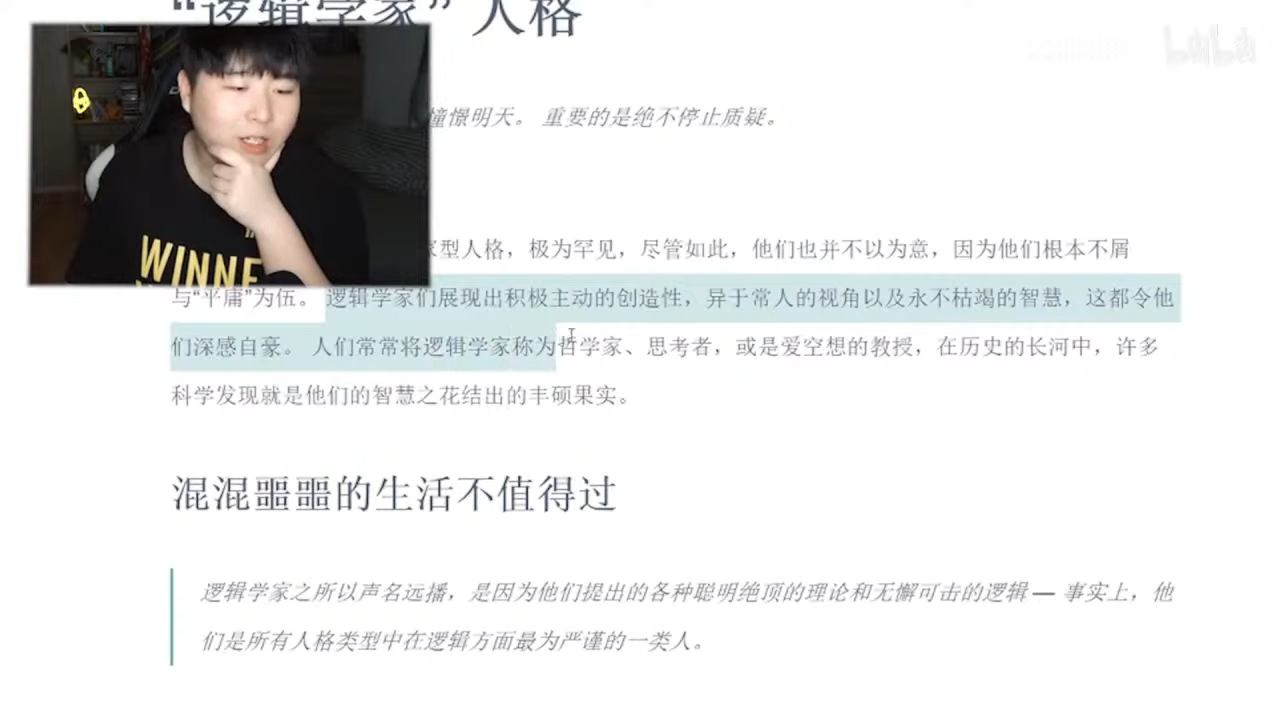 “逻辑学家”人格
憧憬明天。 重要的是绝不停止质疑。
家型人格，极为罕见，尽管如此，他们也并不以为意，因为他们根本不屑
与“平庸”为伍。 逻辑学家们展现出积极主动的创造性，异于常人的视角以及永不枯竭的智慧，这都令他
们深感自豪。 人们常常将逻辑学家称为哲学家、思考者，或是爱空想的教授，在历史的长河中，许多
科学发现就是他们的智慧之花结出的丰硕果实。
混混噩噩的生活不值得过
逻辑学家之所以声名远播，是因为他们提出的各种聪明绝顶的理论和无懈可击的逻辑 — 事实上，他
们是所有人格类型中在逻辑方面最为严谨的一类人。
WINNE
bilibili